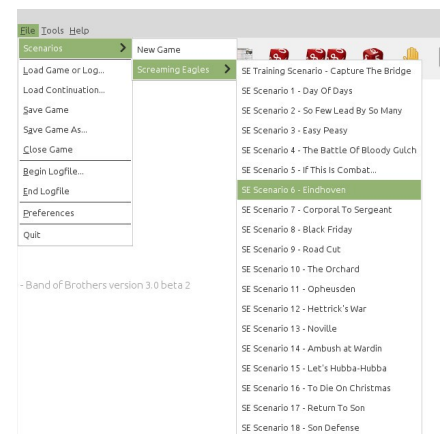 File Tools Help
Scenarios
Load Game or Log...
Load Continuation...
Save Game
Save Game As...
Close Game
Begin Logfile...
End Logfile
Preferences
Quit
New Game
Screaming Eagles
SE Training Scenario - Capture The Bridge
SE Scenario 1 - Day Of Days
SE Scenario 2 - So Few Lead By So Many
SE Scenario 3 - Easy Peasy
SE Scenario 4 - The Battle Of Bloody Gulch
SE Scenario 5 - If This Is Combat...
SE Scenario 6 - Eindhoven
SE Scenario 7 - Corporal To Sergeant
SE Scenario 8 - Black Friday
SE Scenario 9 - Road Cut
SE Scenario 10 - The Orchard
SE Scenario 11 - Opheusden
SE Scenario 12 - Hettrick's War
SE Scenario 13 - Noville
SE Scenario 14 - Ambush at Wardin
SE Scenario 15 - Let's Hubba-Hubba
SE Scenario 16 - To Die On Christmas
SE Scenario 17 - Return To Son
SE Scenario 18 - Son Defense
- Band of Brothers version 3.0 beta 2